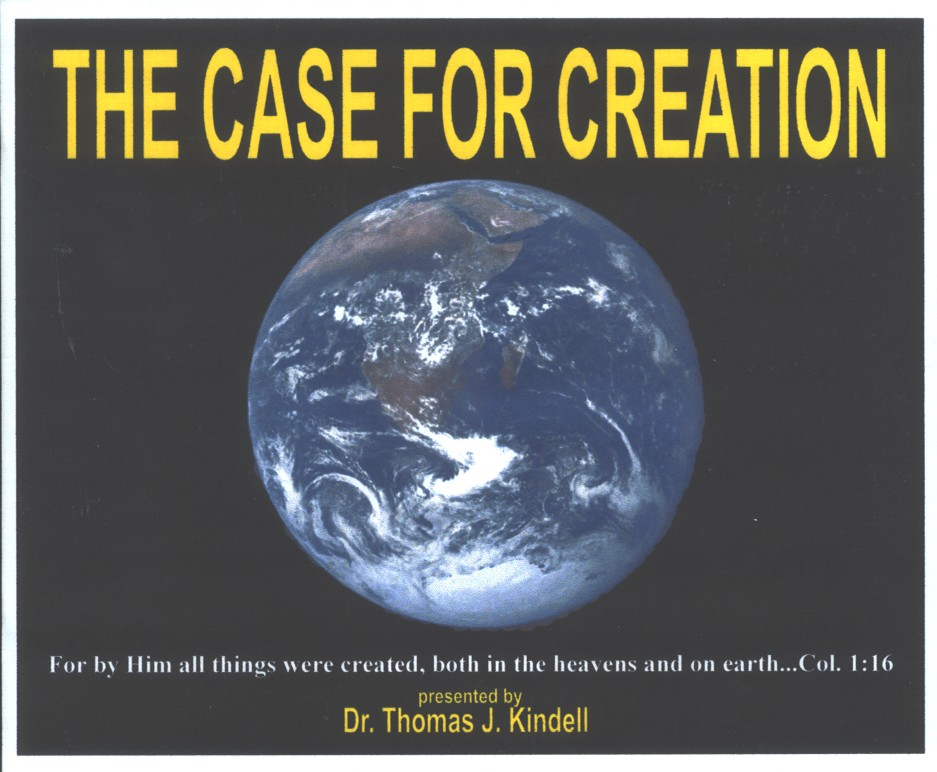 THE CASE FOR CREATION
For by Him all things were created, both in the heavens and on earth...Col. 1:16
presented by
Dr. Thomas J. Kindell